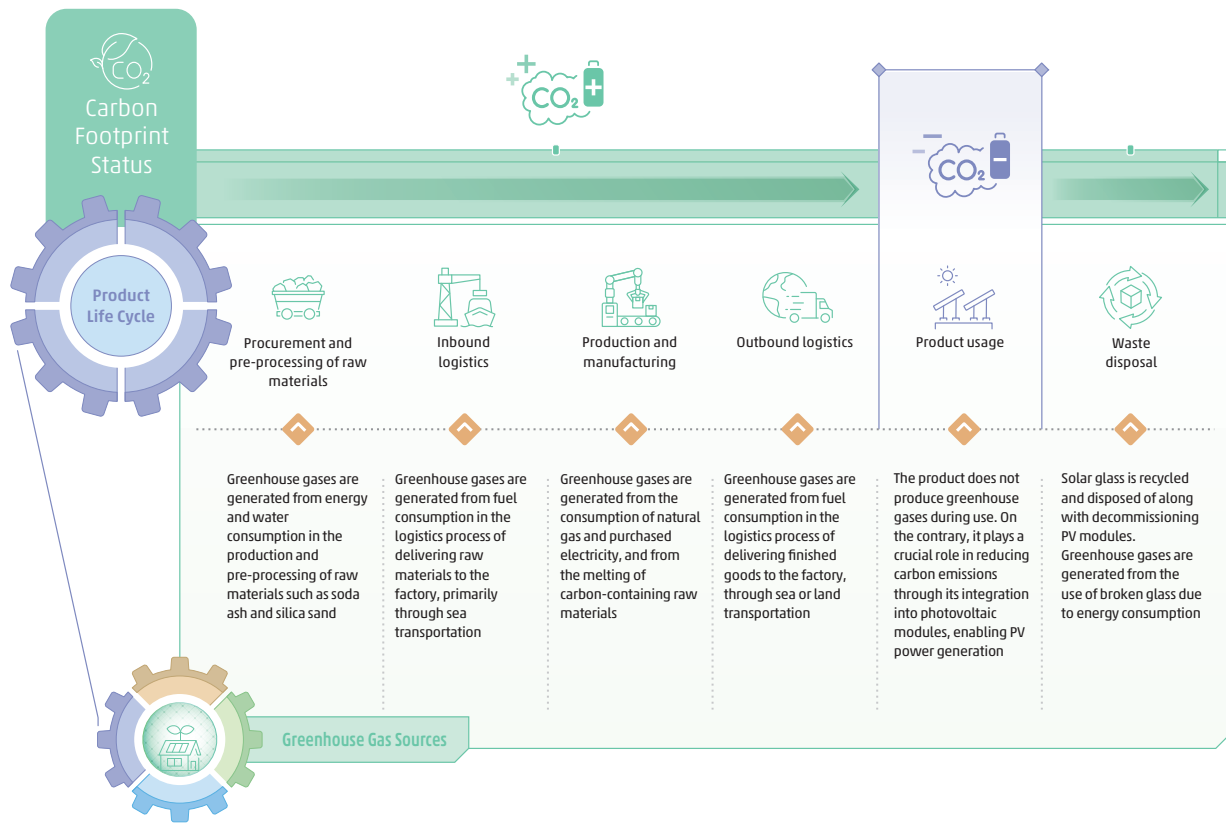 CO₂
Carbon
Footprint
Status
CO₂
CO₂
Product
Life Cycle
Procurement and
pre-processing of raw
materials
Inbound
logistics
Production and
manufacturing
Outbound logistics
Product usage
Waste
disposal
Greenhouse gases are
generated from energy
and water
consumption in the
production and
pre-processing of raw
materials such as soda
ash and silica sand
Greenhouse gases are
generated from fuel
consumption in the
logistics process of
delivering raw
materials to the
factory, primarily
through sea
transportation
Greenhouse gases are
generated from the
consumption of natural
gas and purchased
electricity, and from
the melting of
carbon-containing raw
materials
Greenhouse gases are
generated from fuel
consumption in the
logistics process of
delivering finished
goods to the factory,
through sea or land
transportation
The product does not
produce greenhouse
gases during use. On
the contrary, it plays a
crucial role in reducing
carbon emissions
through its integration
into photovoltaic
modules, enabling PV
power generation
Solar glass is recycled
and disposed of along
with decommissioning
PV modules.
Greenhouse gases are
generated from the
use of broken glass due
to energy consumption
Greenhouse Gas Sources